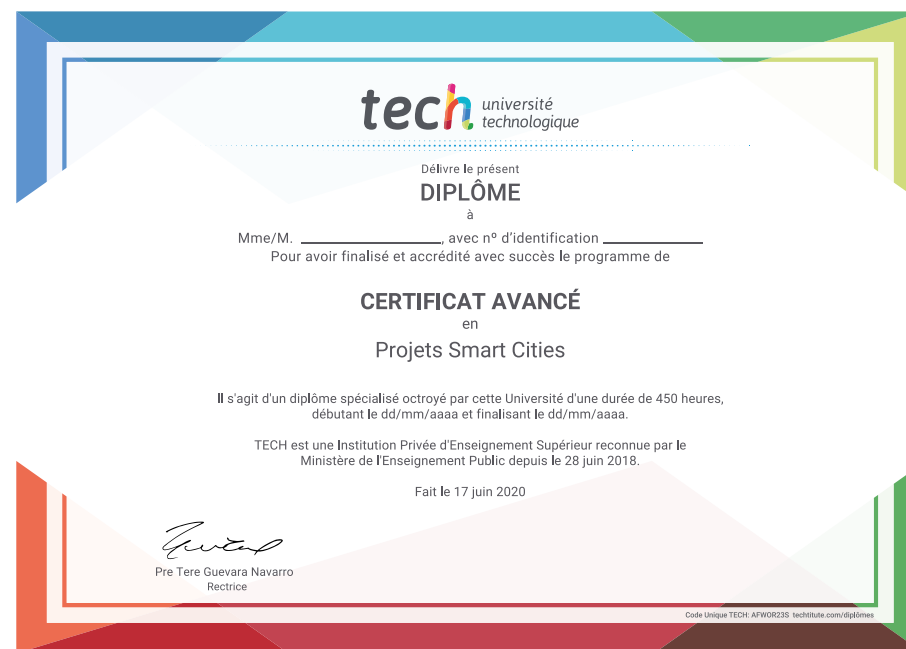 tech université
technologique
Délivre le présent
DIPLÔME
à
Mme/M. ____________________, avec nº d'identification ______________
Pour avoir finalisé et accrédité avec succès le programme de
CERTIFICAT AVANCÉ
en
Projets Smart Cities
Il s'agit d'un diplôme spécialisé octroyé par cette Université d'une durée de 450 heures,
débutant le dd/mm/aaaa et finalisant le dd/mm/aaaa.
TECH est une Institution Privée d'Enseignement Supérieur reconnue par le
Ministère de l'Enseignement Public depuis le 28 juin 2018.
Fait le 17 juin 2020
Pre Tere Guevara Navarro
Rectrice
Code Unique TECH: AFWOR23S techtitute.com/diplômes